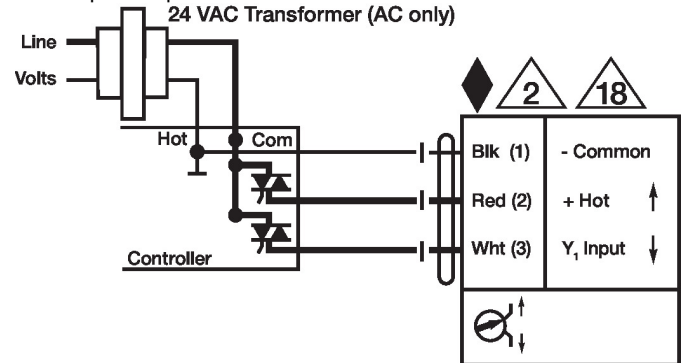 24 VAC Transformer (AC only)
Line
Volts
2
18
Hot
Com
Blk (1)
- Common
Red (2)
+ Hot
Wht (3)
Y₁ Input
Controller